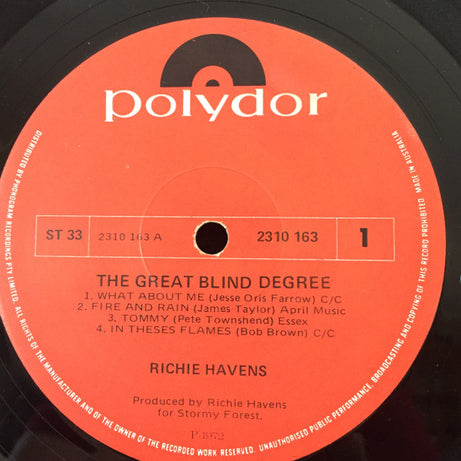 polydor
ST 33 2310 163 A 2310 163 1
THE GREAT BLIND DEGREE
1. WHAT ABOUT ME (Jesse Oris Farrow) C/C
2. FIRE AND RAIN (James Taylor) April Music
3. TOMMY (Pete Townshend) Essex
4. IN THESES FLAMES (Bob Brown) C/C
RICHIE HAVENS
Produced by Richie Havens
for Stormy Forest.
P 1972
DISTRIBUTED BY PHONOGRAM RECORDINGS PTY LIMITED. ALL RIGHTS OF THE MANUFACTURER AND OF THE OWNER OF THE RECORDED WORK RESERVED. UNAUTHORISED PUBLIC PERFORMANCE, BROADCASTING AND COPYING OF THIS RECORD PROHIBITED
MADE IN AUSTRALIA